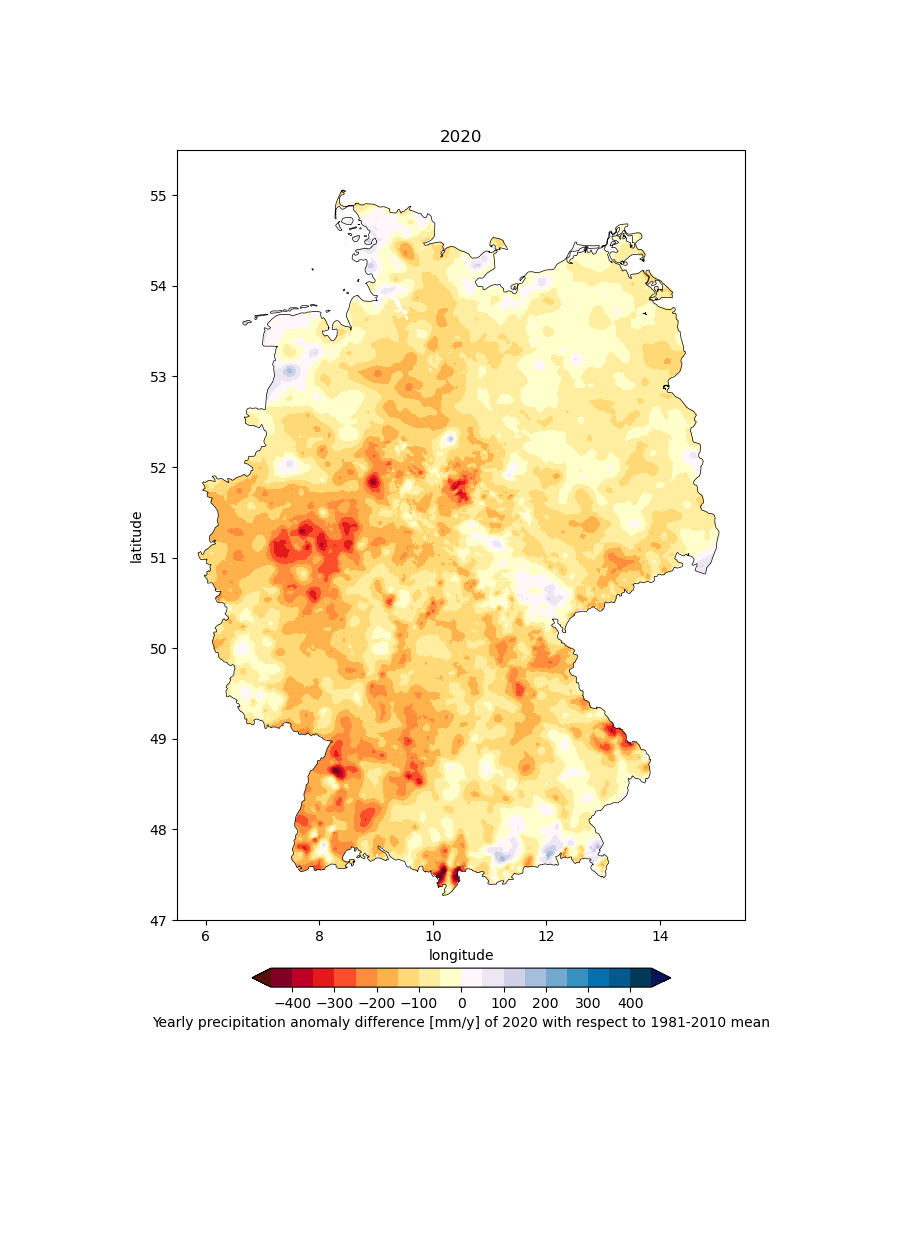 2020
55
54
53
52
51
50
49
48
47
latitude
6 8 10 12 14
longitude
−400 −300 −200 −100 0 100 200 300 400
Yearly precipitation anomaly difference [mm/y] of 2020 with respect to 1981-2010 mean